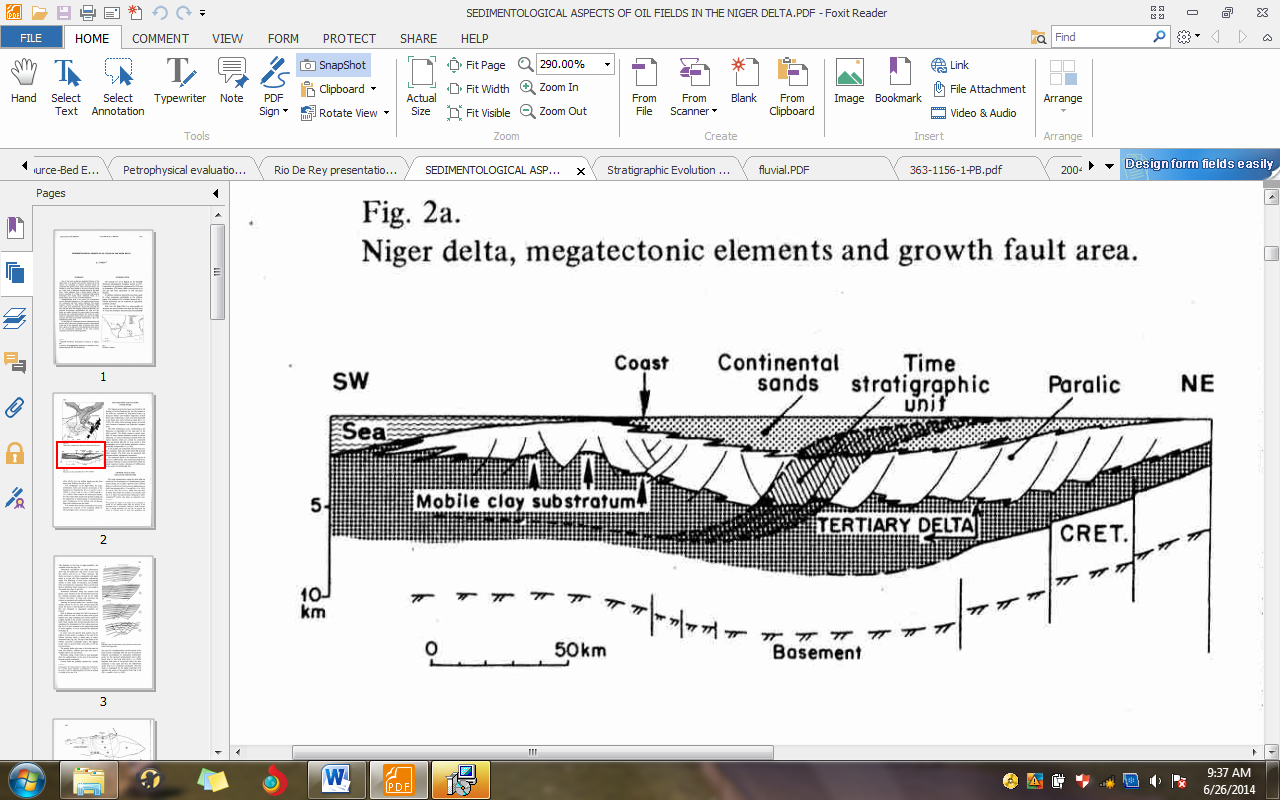 SEDIMENTOLOGICAL ASPECTS OF OIL FIELDS IN THE NIGER DELTA.PDF - Foxit Reader
FILE
HOME
COMMENT
VIEW
FORM
PROTECT
SHARE
HELP
Find
Hand
Select Text
Select Annotation
Typewriter
Note
PDF Sign
SnapShot
Clipboard
Rotate View
Tools
Actual Size
Fit Page
Fit Width
Fit Visible
290.00%
Zoom In
Zoom Out
Zoom
From File
From Scanner
Blank
From Clipboard
Create
Image
Bookmark
Link
File Attachment
Video & Audio
Insert
Arrange
Arrange
ource-Bed E...
Petrophysical evaluatio...
Rio De Rey presentatio...
SEDIMENTOLOGICAL ASP...
Stratigraphic Evolution ...
fluvial.PDF
363-1156-1-PB.pdf
2004
Design form fields easily
Pages
1
2
3
Fig. 2a.
Niger delta, megatectonic elements and growth fault area.
SW
Coast
Continental
sands
Time
stratigraphic
unit
Paralic
NE
Sea
Mobile clay substratum
5
TERTIARY DELTA
CRET.
10
km
0
50km
Basement
PDF
9:37 AM
6/26/2014